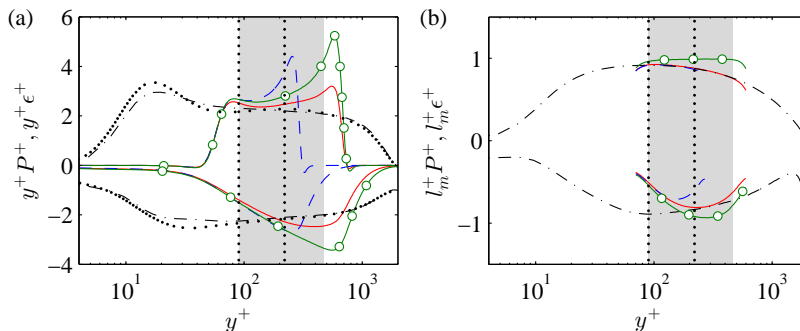 (a)
6
4
2
0
−2
−4
y⁺P⁺, y⁺ϵ⁺
10¹ 10² 10³
y⁺
(b)
1
0
−1
l⁺ₘP⁺, l⁺ₘϵ⁺
10¹ 10² 10³
y⁺